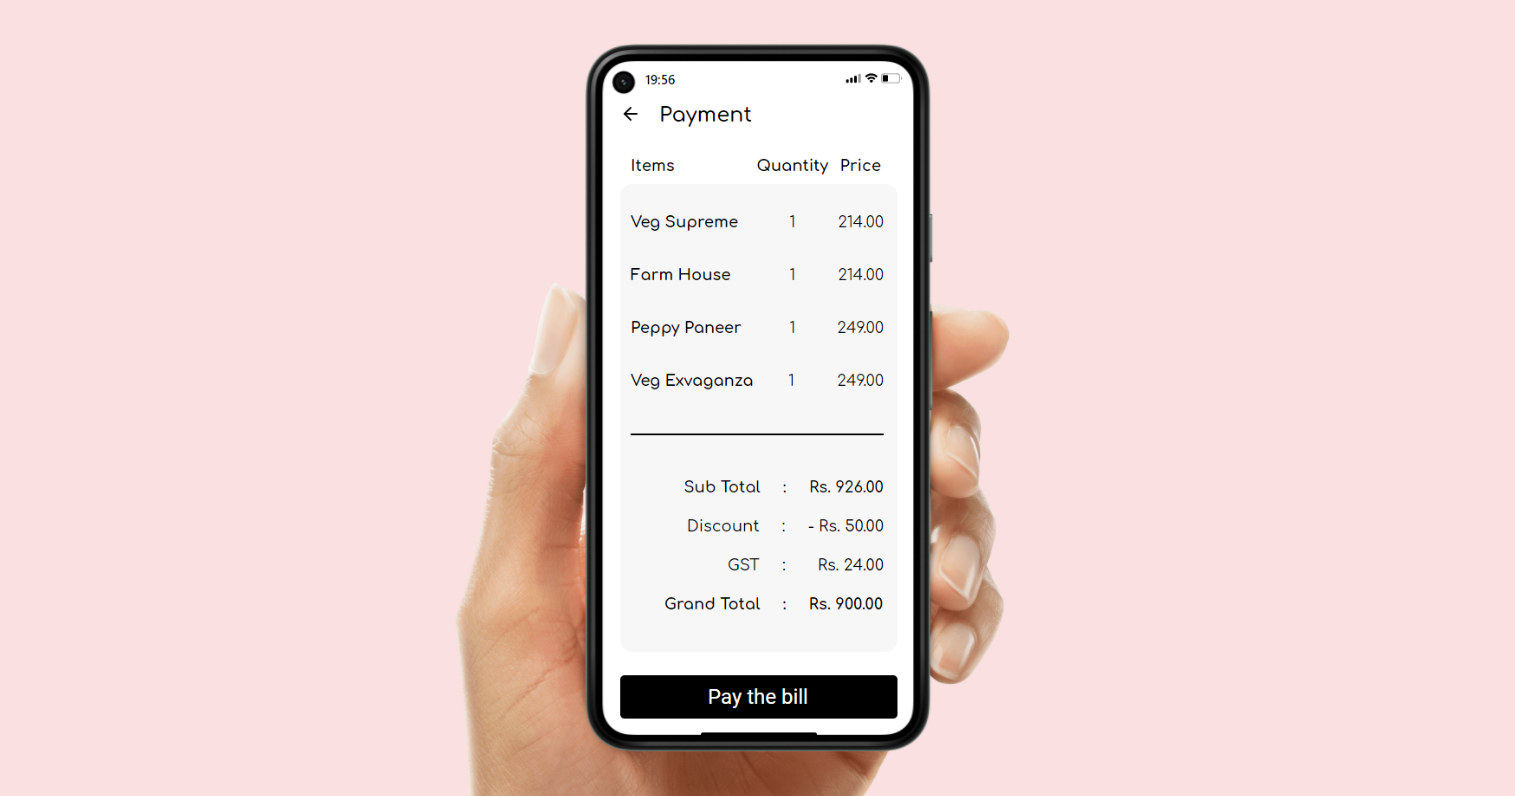 19:56
Payment
Items Quantity Price
Veg Supreme 1 214.00
Farm House 1 214.00
Peppy Paneer 1 249.00
Veg Exvaganza 1 249.00
Sub Total : Rs. 926.00
Discount : - Rs. 50.00
GST : Rs. 24.00
Grand Total : Rs. 900.00
Pay the bill